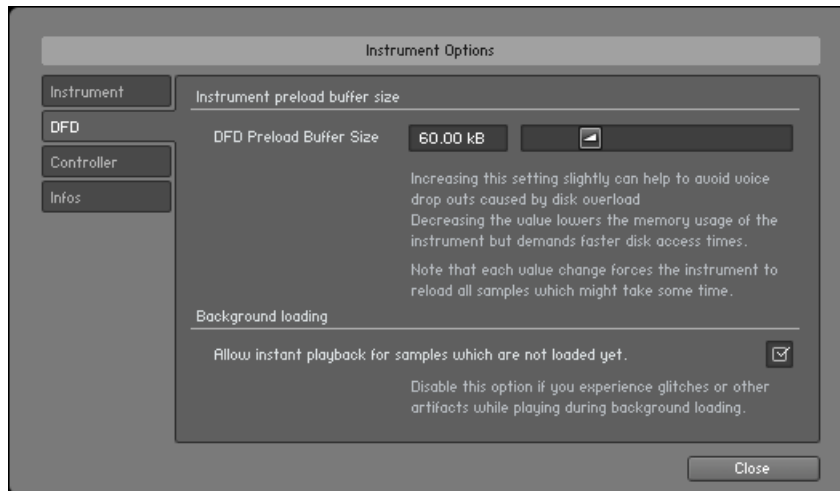 Instrument Options
Instrument
DFD
Controller
Infos
Instrument preload buffer size
DFD Preload Buffer Size
60.00 kB
Increasing this setting slightly can help to avoid voice
drop outs caused by disk overload
Decreasing the value lowers the memory usage of the
instrument but demands faster disk access times.
Note that each value change forces the instrument to
reload all samples which might take some time.
Background loading
Allow instant playback for samples which are not loaded yet.
Disable this option if you experience glitches or other
artifacts while playing during background loading.
Close